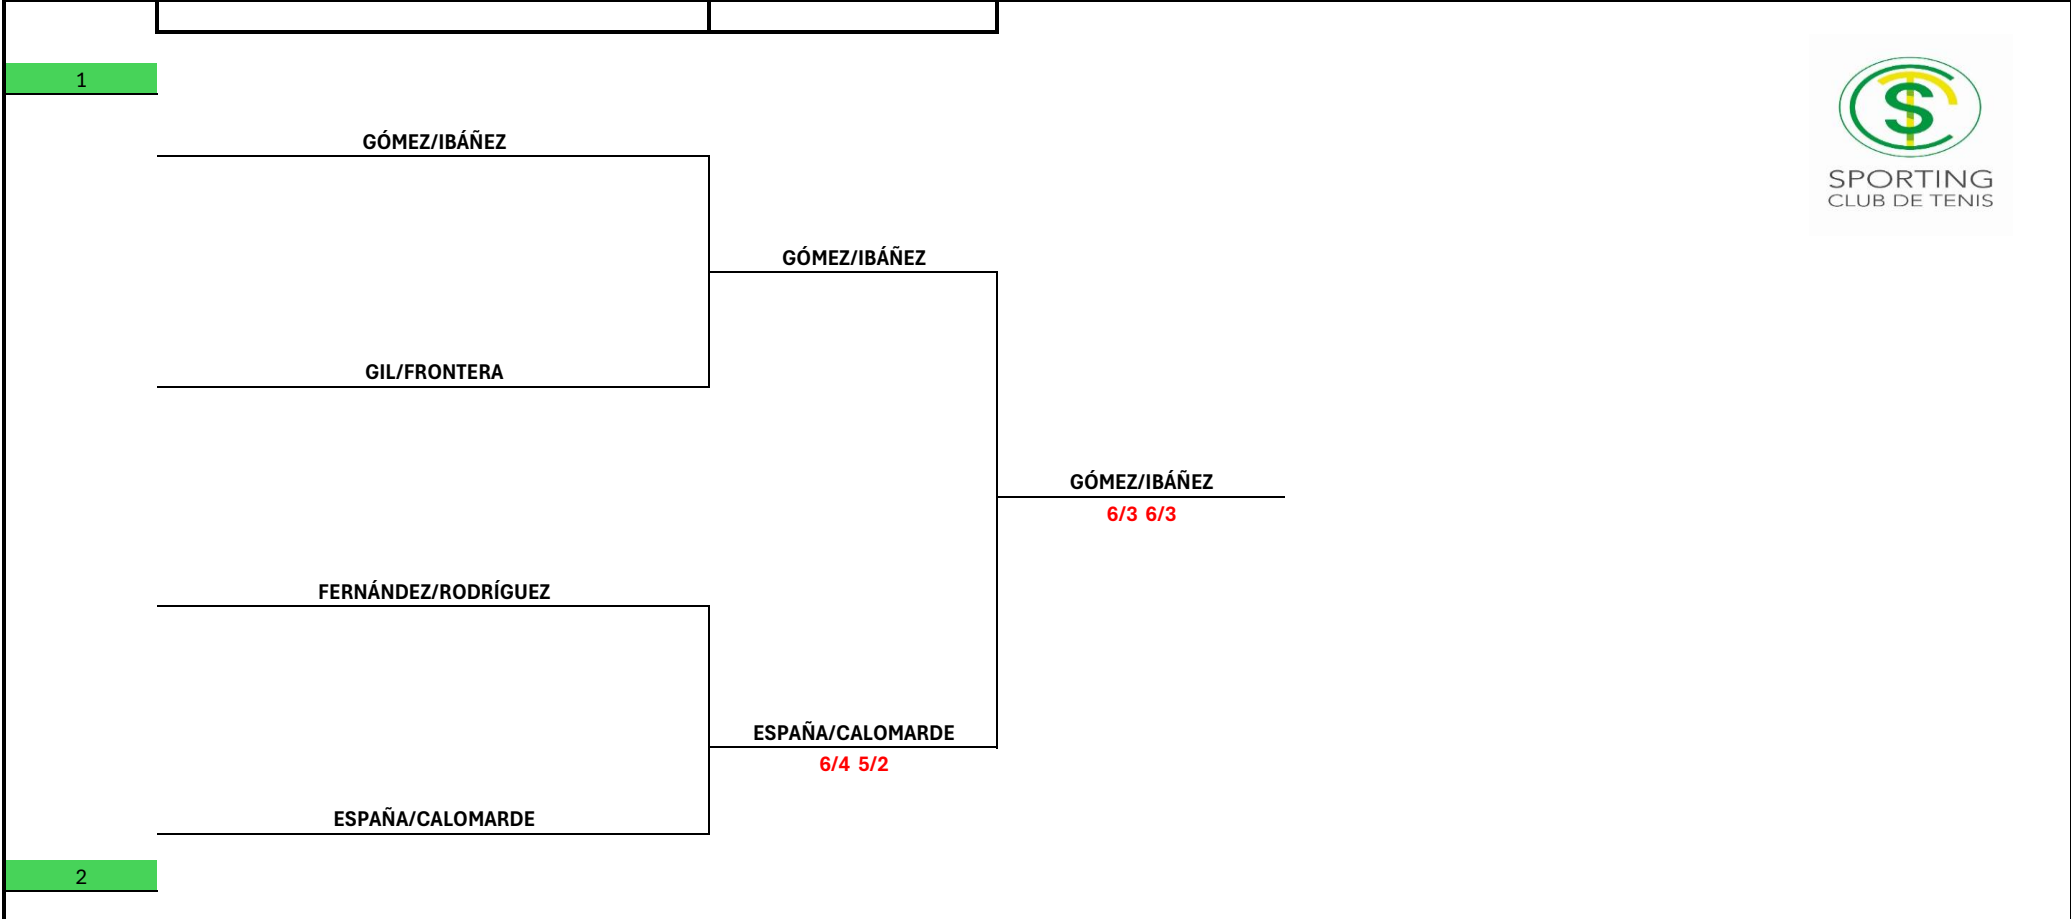 1
GÓMEZ/IBÁÑEZ
SPORTING
CLUB DE TENIS
GÓMEZ/IBÁÑEZ
GIL/FRONTERA
GÓMEZ/IBÁÑEZ
6/3 6/3
FERNÁNDEZ/RODRÍGUEZ
ESPAÑA/CALOMARDE
6/4 5/2
ESPAÑA/CALOMARDE
2